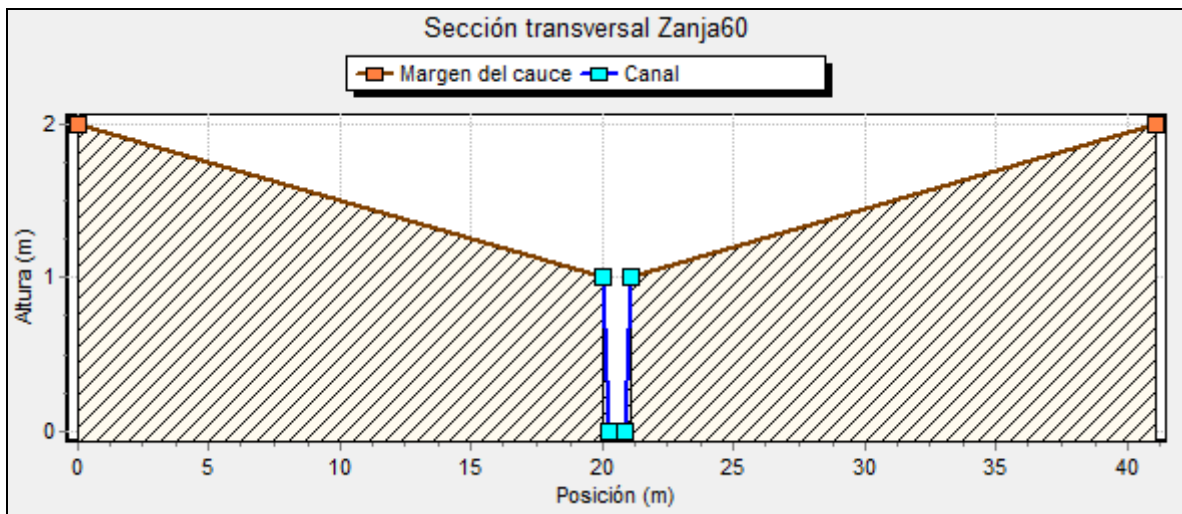 Sección transversal Zanja60
Margen del cauce Canal
Altura (m)
2
1
0
0 5 10 15 20 25 30 35 40
Posición (m)